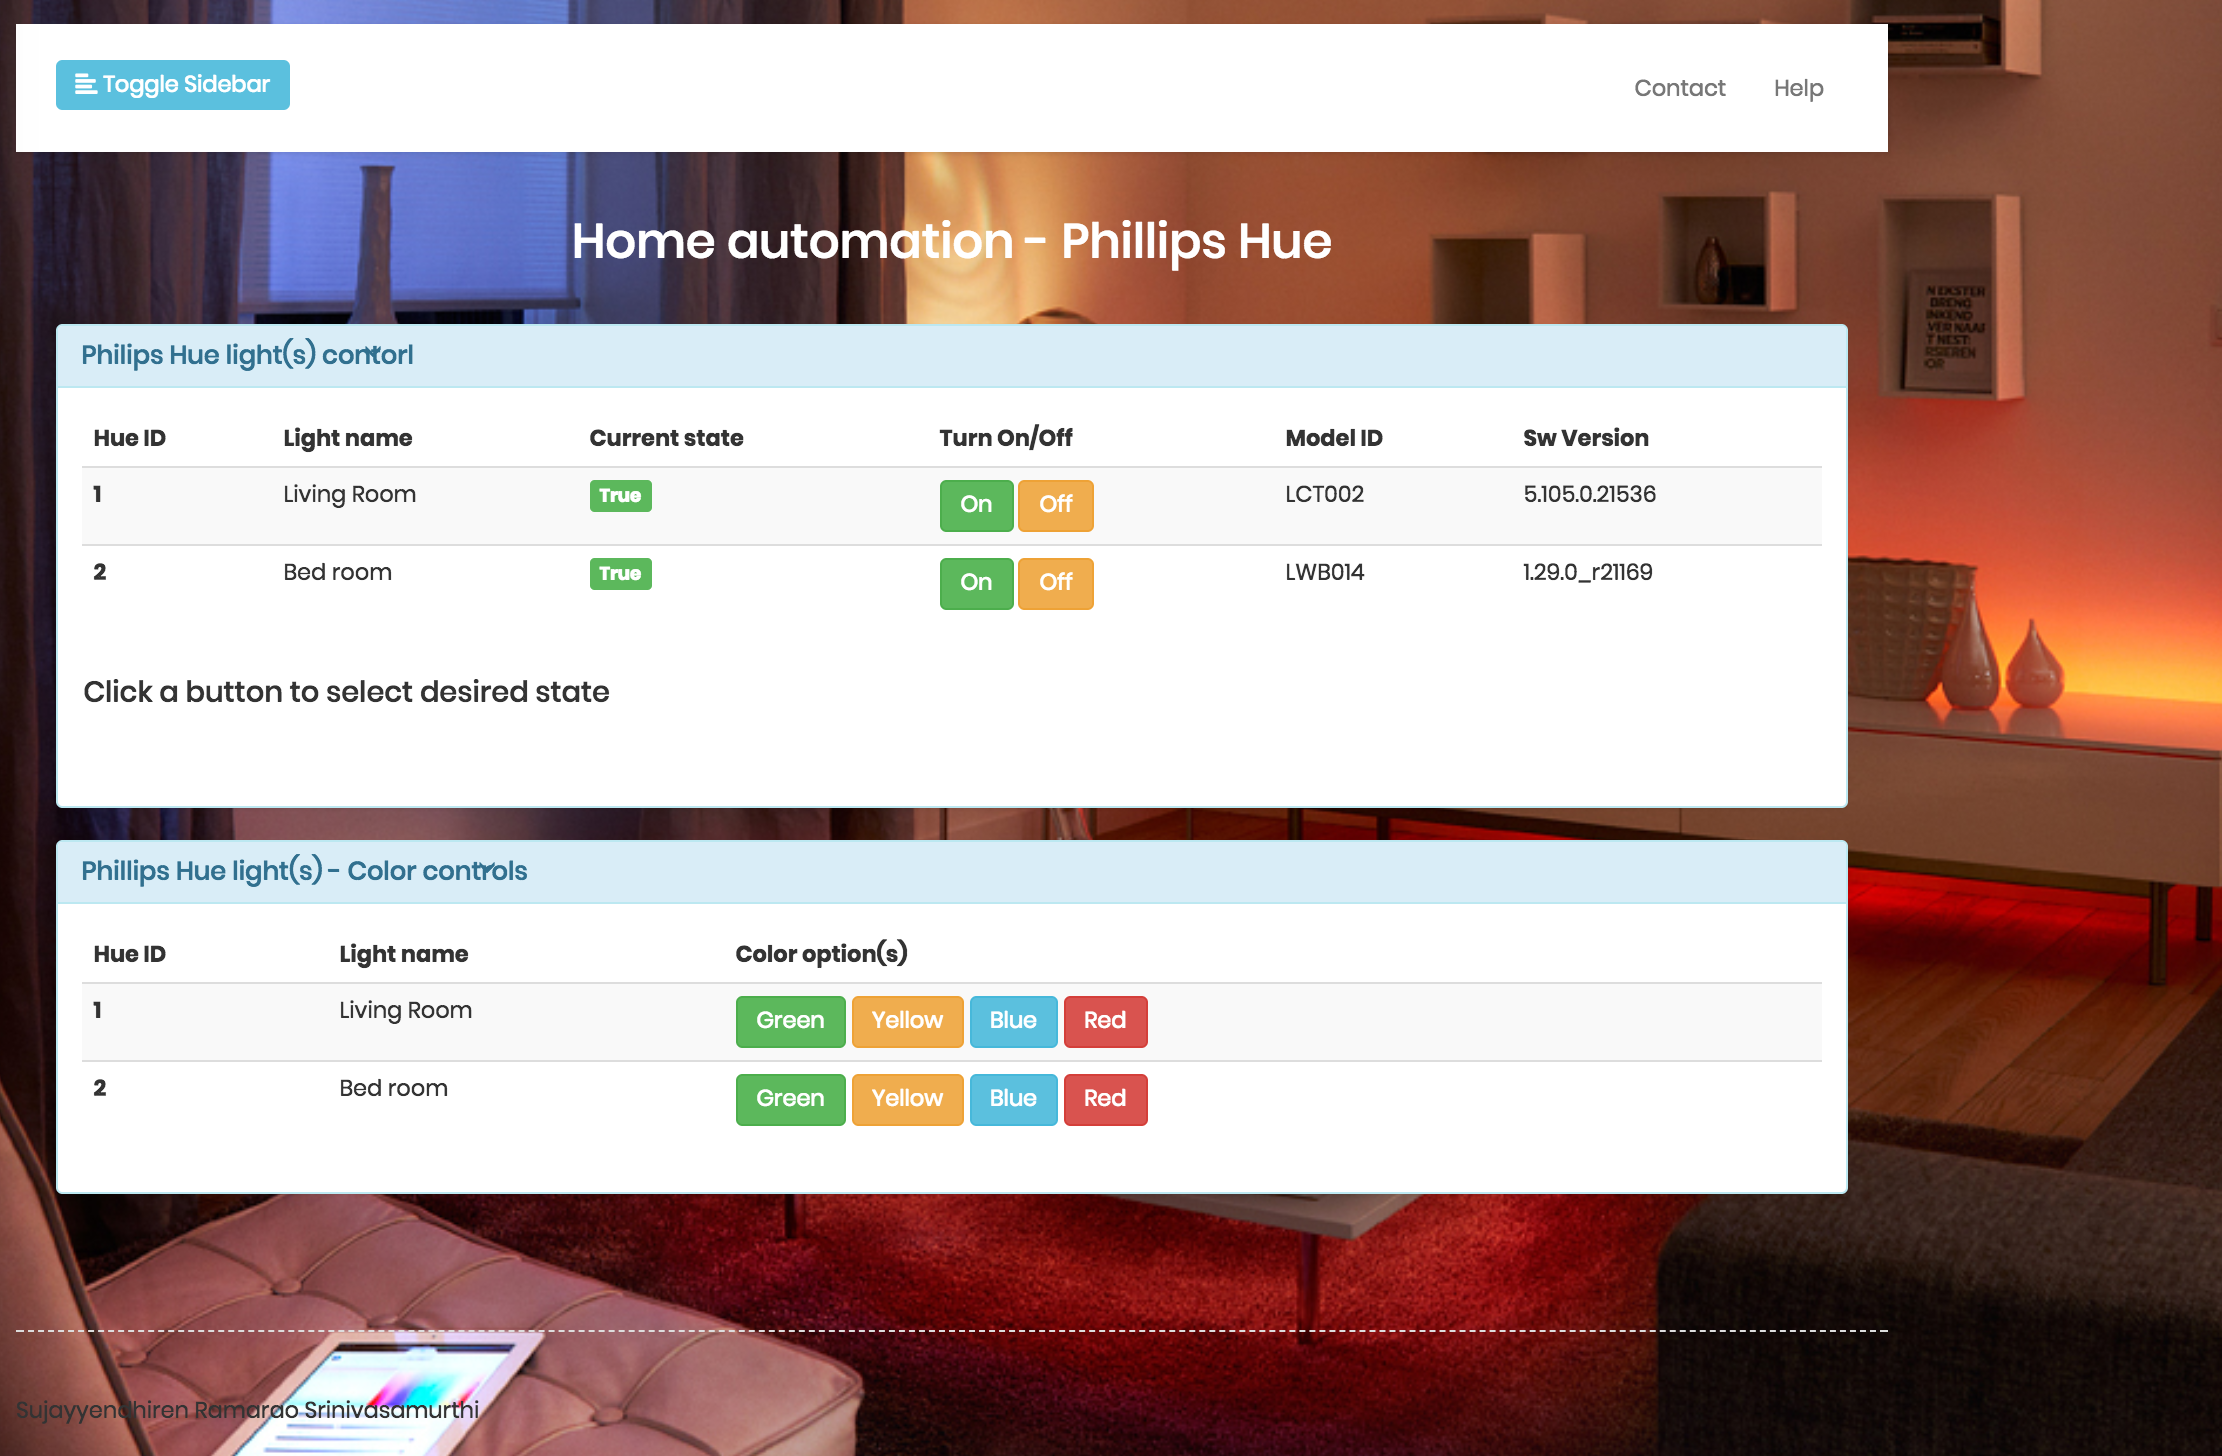 Toggle Sidebar
Contact Help
Home automation - Phillips Hue
Philips Hue light(s) contorl
Hue ID Light name Current state Turn On/Off Model ID Sw Version
1 Living Room True On Off LCT002 5.105.0.21536
2 Bed room True On Off LWB014 1.29.0_r21169
Click a button to select desired state
Phillips Hue light(s) - Color controls
Hue ID Light name Color option(s)
1 Living Room Green Yellow Blue Red
2 Bed room Green Yellow Blue Red
Sujayyendhiren Ramarao Srinivasamurthi